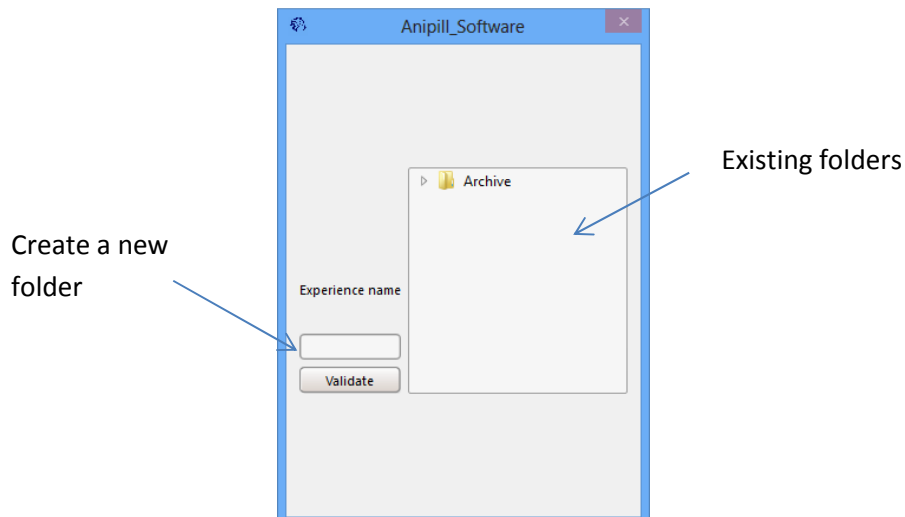 Anipill_Software
Existing folders
Archive
Create a new
folder
Experience name
Validate